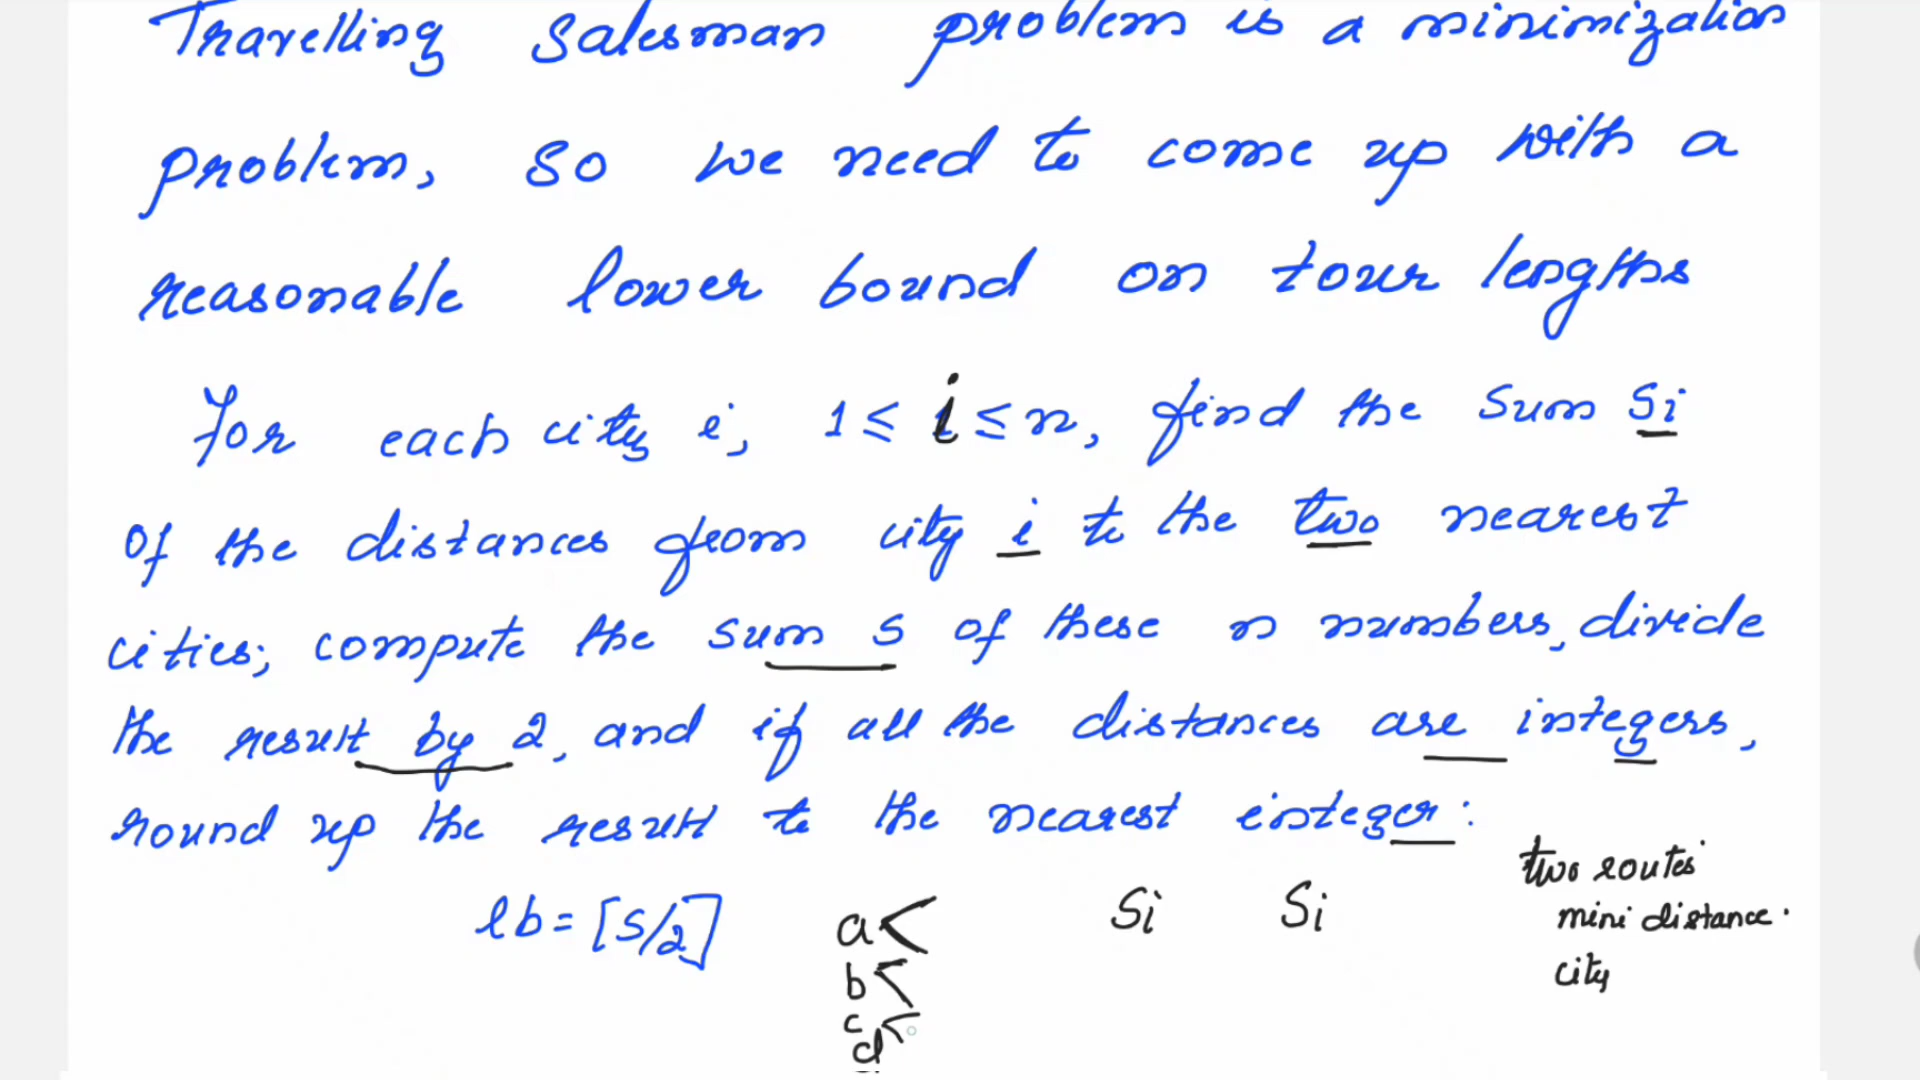 Travelling Salesman problem is a minimization
problem, so we need to come up with a
reasonable lower bound on tour lengths
For each city i, 1 ≤ i ≤ n, find the sum Si
of the distances from city i to the two nearest
cities; compute the sum S of these n numbers, divide
the result by 2, and if all the distances are integers,
round up the result to the nearest integer:
lb = [S/2]
a<
b<
c<
d
Si Si
two routes
mini distance.
city